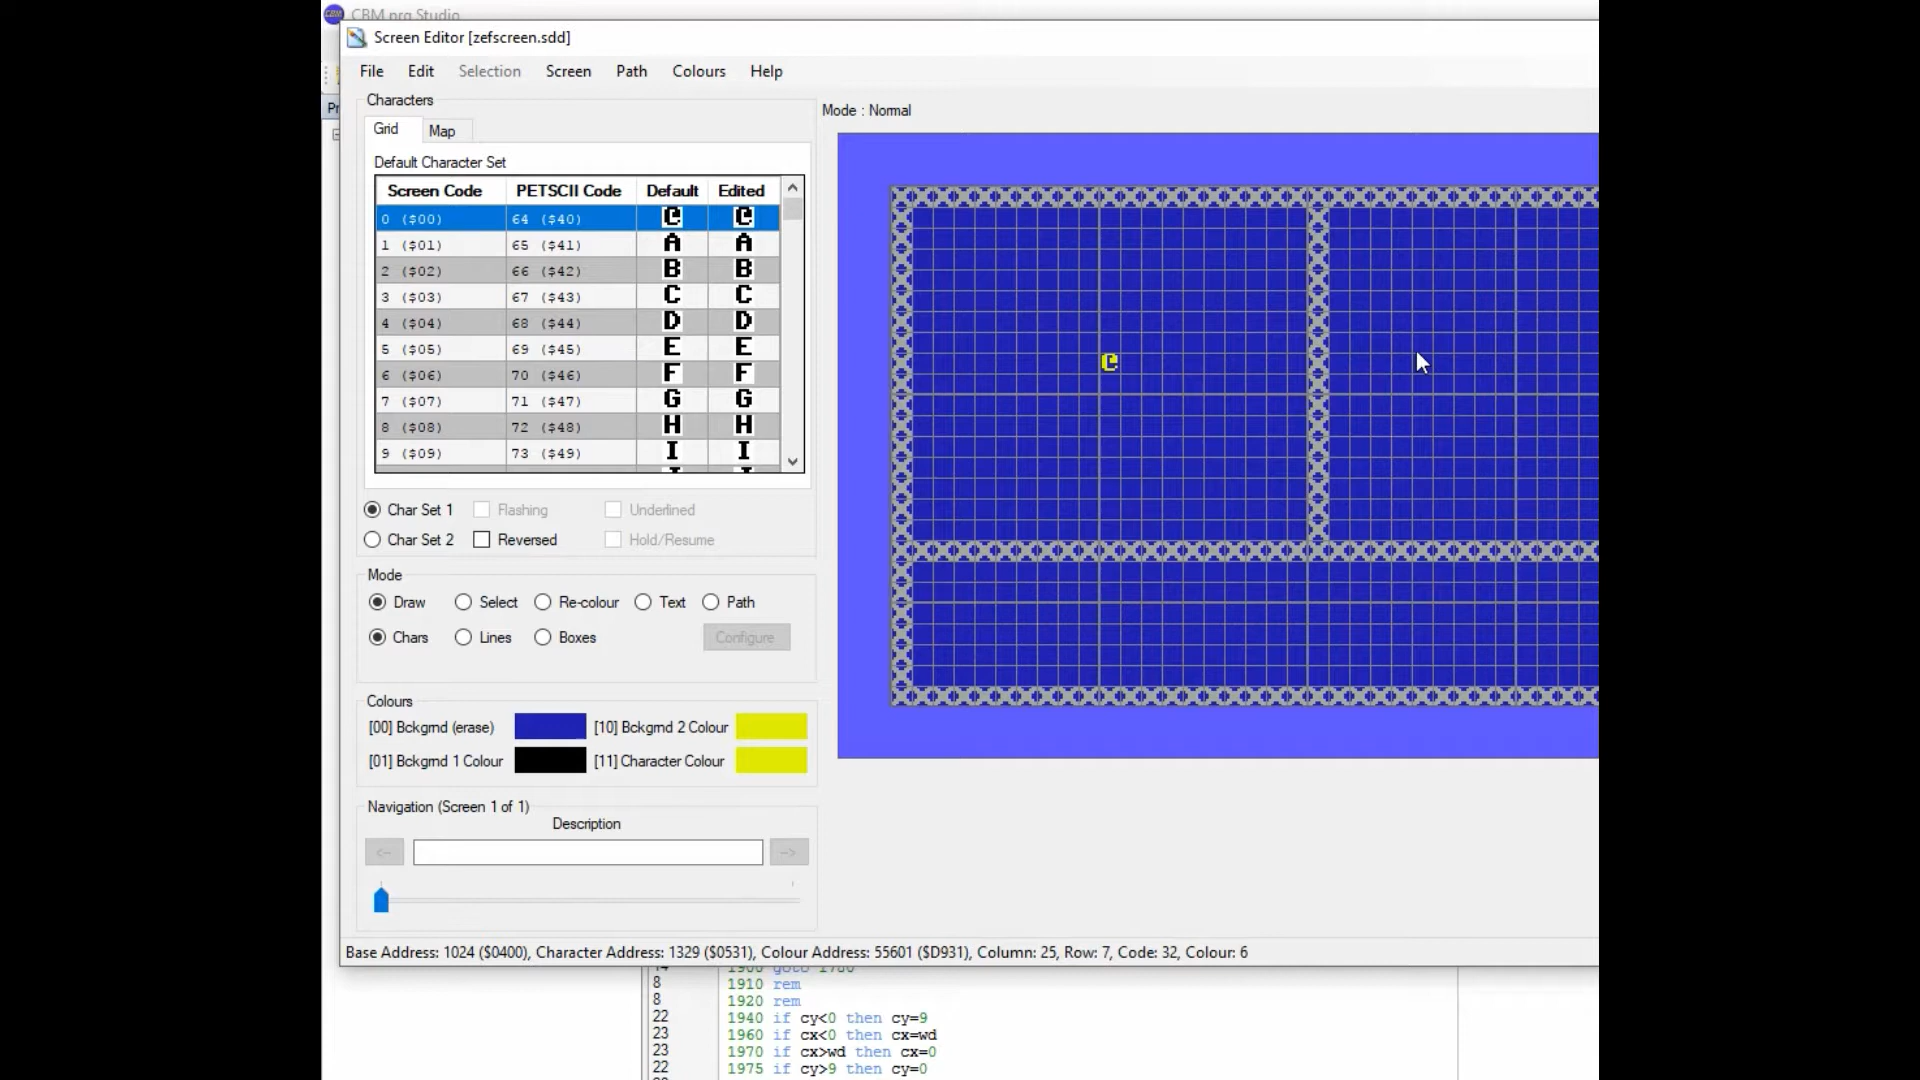 CBM prg Studio
Screen Editor [zefscreen.sdd]
File Edit Selection Screen Path Colours Help
Characters
Mode : Normal
Grid Map
Default Character Set
Screen Code PETSCII Code Default Edited
0 ($00) 64 ($40)
1 ($01) 65 ($41) A A
2 ($02) 66 ($42) B B
3 ($03) 67 ($43) C C
4 ($04) 68 ($44) D D
5 ($05) 69 ($45) E E
6 ($06) 70 ($46) F F
7 ($07) 71 ($47) G G
8 ($08) 72 ($48) H H
9 ($09) 73 ($49) I I
Char Set 1 Flashing Underlined
Char Set 2 Reversed Hold/Resume
Mode
Draw Select Re-colour Text Path
Chars Lines Boxes Configure
Colours
[00] Bckgrnd (erase) [10] Bckgrnd 2 Colour
[01] Bckgrnd 1 Colour [11] Character Colour
Navigation (Screen 1 of 1)
Description
<-- -->
Base Address: 1024 ($0400), Character Address: 1329 ($0531), Colour Address: 55601 ($D931), Column: 25, Row: 7, Code: 32, Colour: 6
8 1910 rem
8 1920 rem
22 1940 if cy<0 then cy=9
23 1960 if cx<0 then cx=wd
23 1970 if cx>wd then cx=0
22 1975 if cy>9 then cy=0